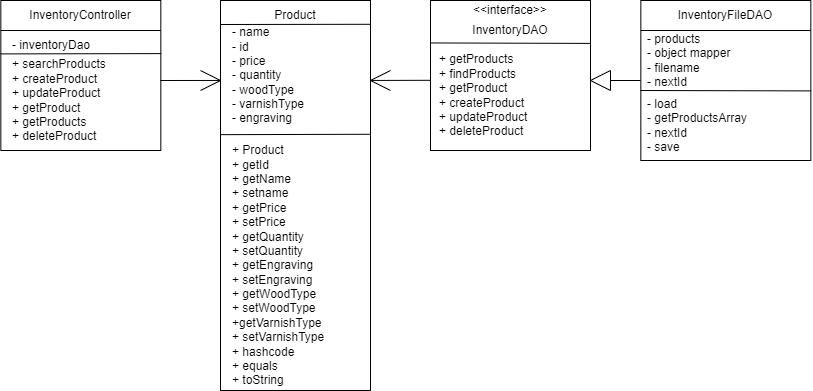 InventoryController
- inventoryDao
+ searchProducts
+ createProduct
+ updateProduct
+ getProduct
+ getProducts
+ deleteProduct
Product
- name
- id
- price
- quantity
- woodType
- varnishType
- engraving
+ Product
+ getId
+ getName
+ setname
+ getPrice
+ setPrice
+ getQuantity
+ setQuantity
+ getEngraving
+ setEngraving
+ getWoodType
+ setWoodType
+getVarnishType
+ setVarnishType
+ hashcode
+ equals
+ toString
<<interface>>
InventoryDAO
+ getProducts
+ findProducts
+ getProduct
+ createProduct
+ updateProduct
+ deleteProduct
InventoryFileDAO
- products
- object mapper
- filename
- nextId
- load
- getProductsArray
- nextId
- save